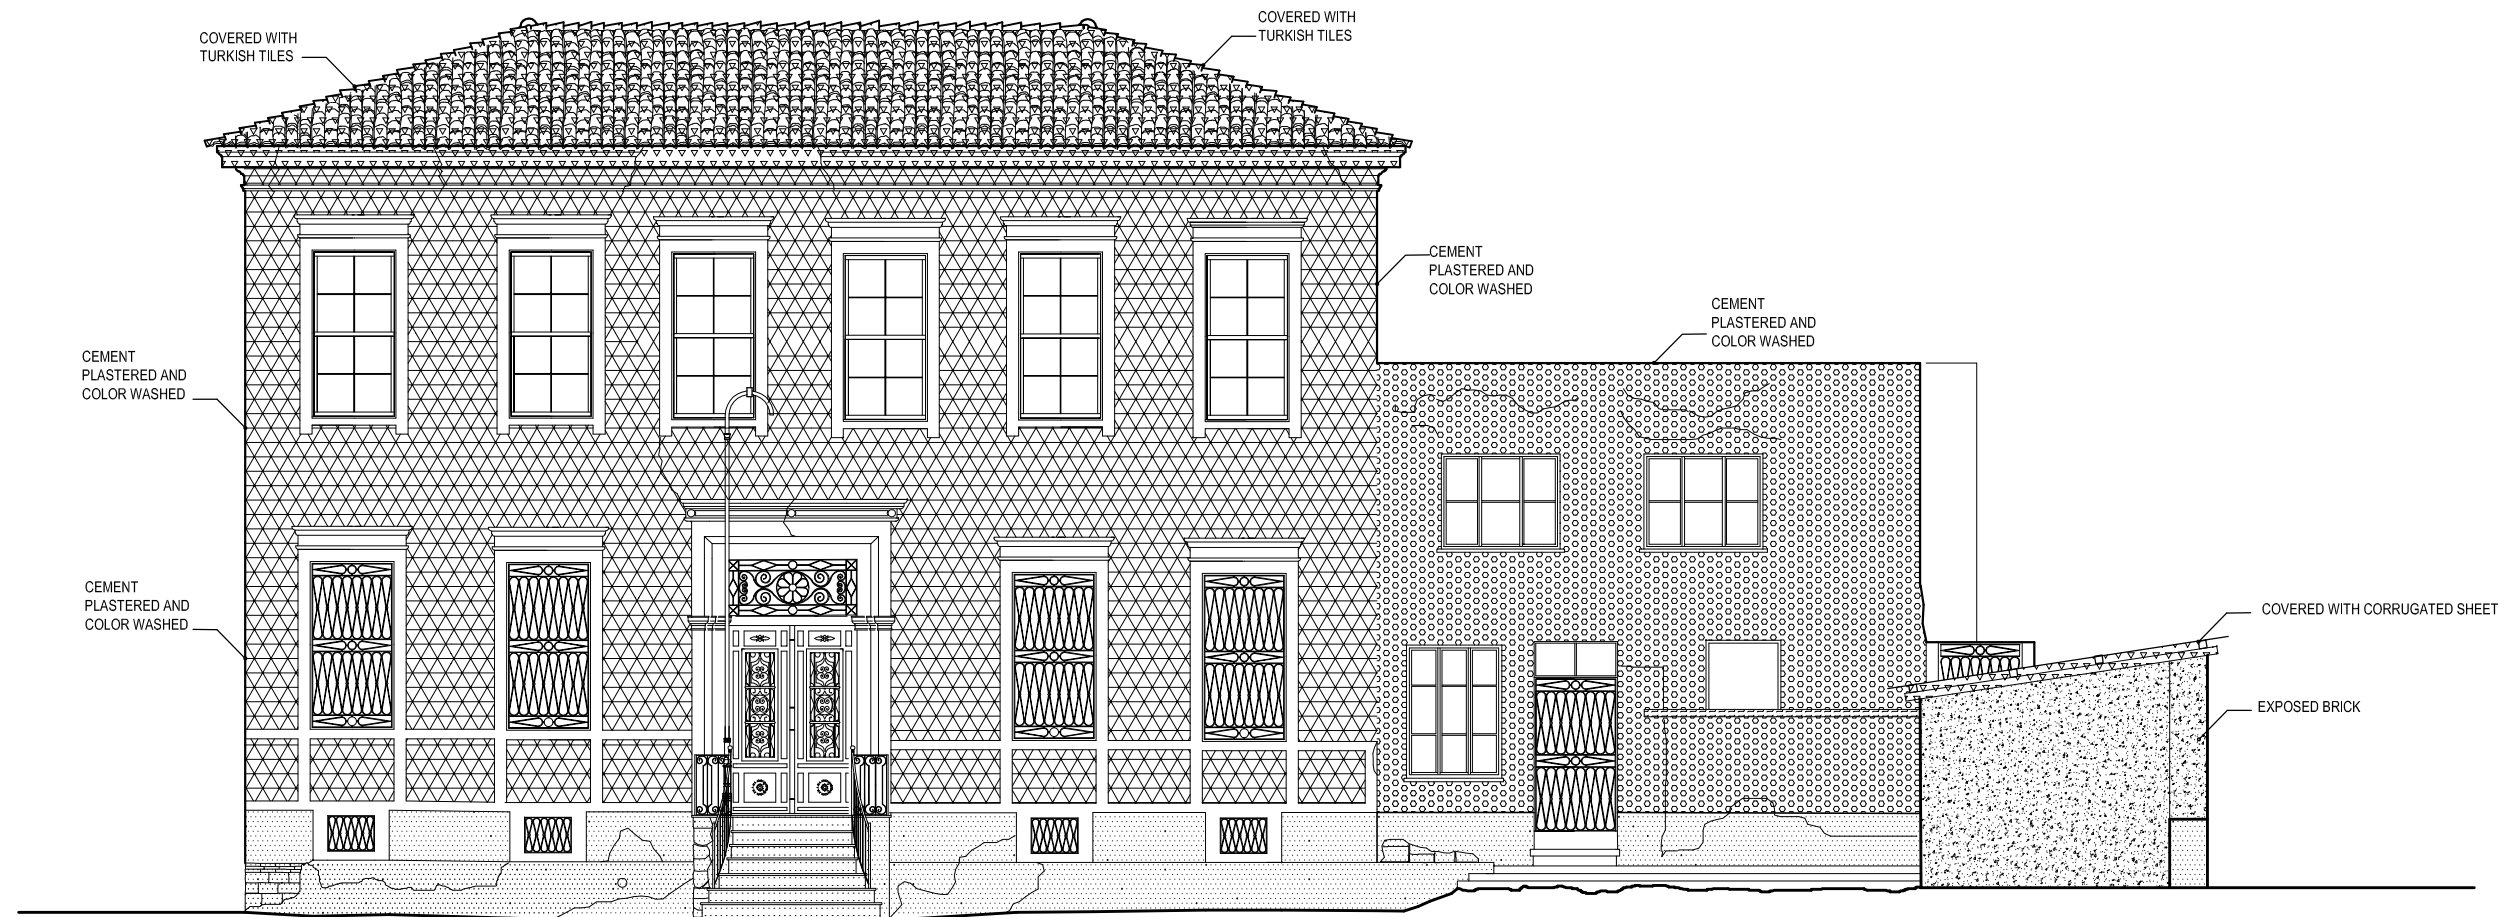 COVERED WITH
TURKISH TILES
COVERED WITH
TURKISH TILES
CEMENT
PLASTERED AND
COLOR WASHED
CEMENT
PLASTERED AND
COLOR WASHED
CEMENT
PLASTERED AND
COLOR WASHED
CEMENT
PLASTERED AND
COLOR WASHED
COVERED WITH CORRUGATED SHEET
EXPOSED BRICK